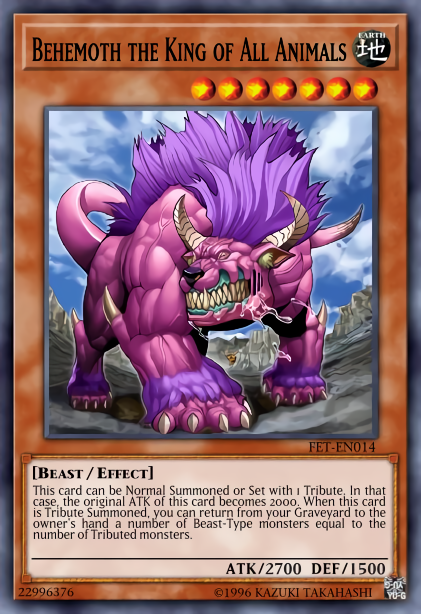 BEHEMOTH THE KING OF ALL ANIMALS
EARTH
地
FET-EN014
[BEAST / EFFECT]
This card can be Normal Summoned or Set with 1 Tribute. In that
case, the original ATK of this card becomes 2000. When this card
is Tribute Summoned, you can return from your Graveyard to the
owner's hand a number of Beast-Type monsters equal to the
number of Tributed monsters.
ATK/2700 DEF/1500
22996376
©1996 KAZUKI TAKAHASHI